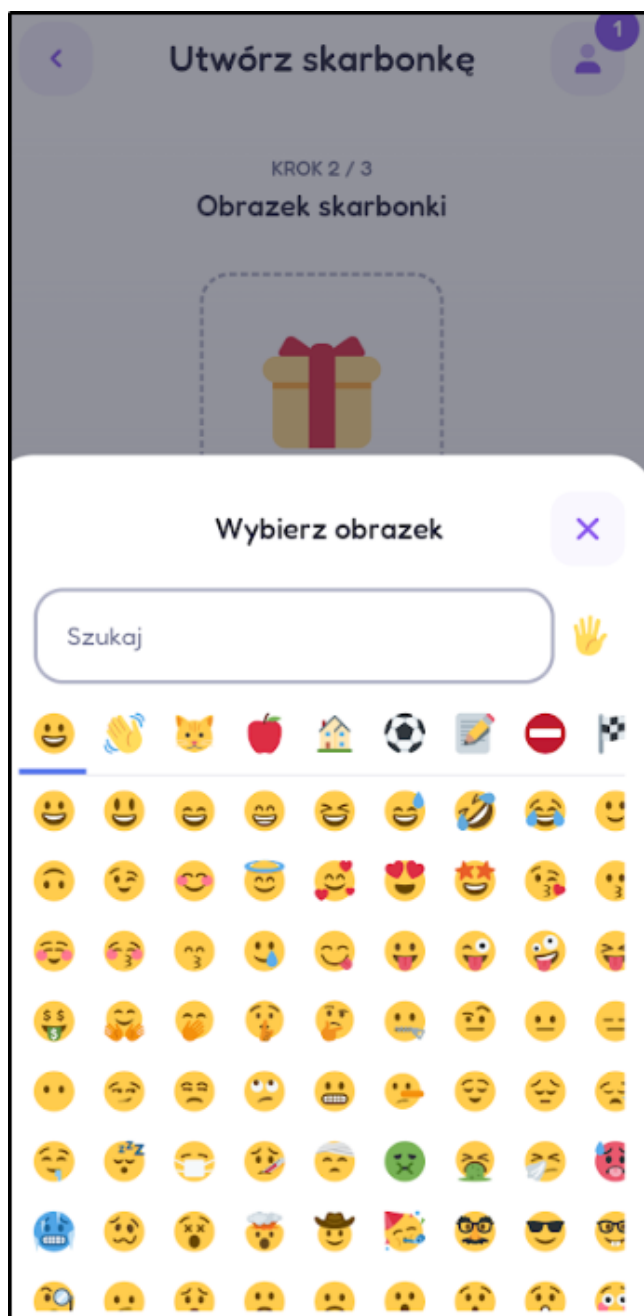 1
Utwórz skarbonkę
KROK 2 / 3
Obrazek skarbonki
Wybierz obrazek
Szukaj